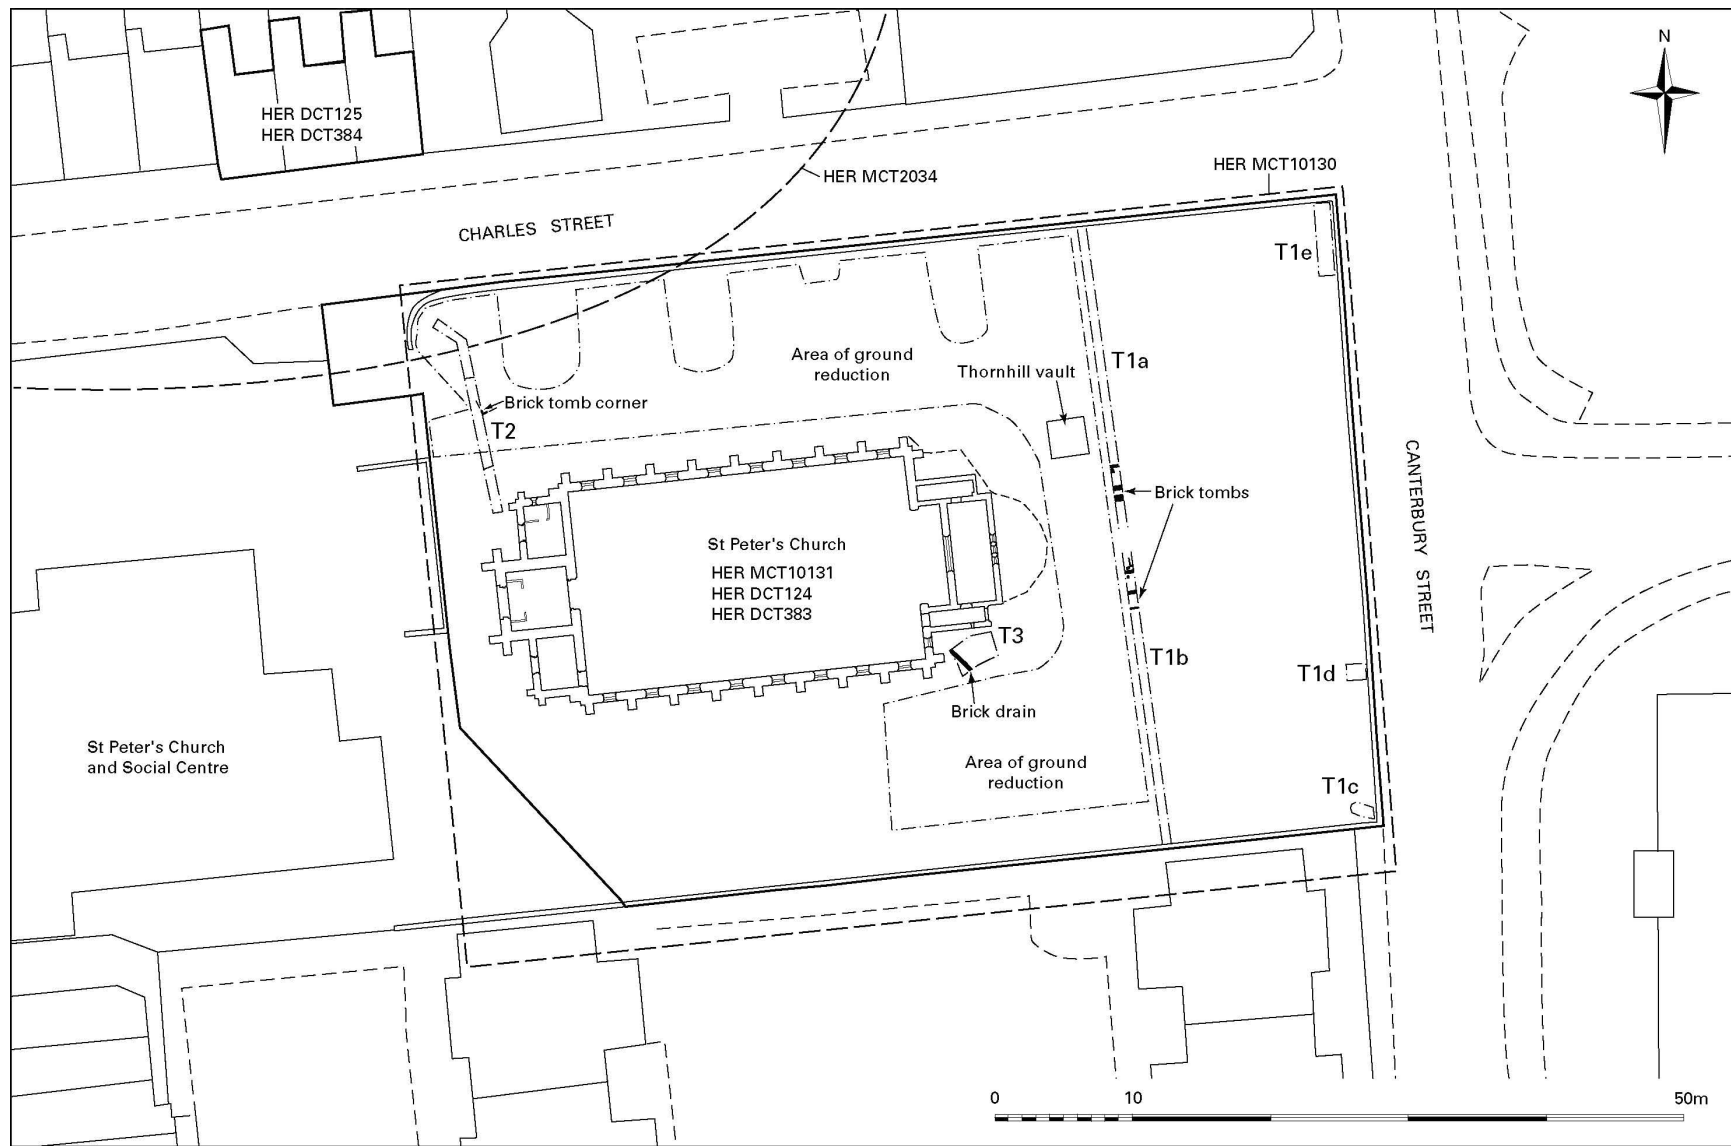 N
HER DCT125
HER DCT384
HER MCT10130
HER MCT2034
CHARLES STREET
T1e
Area of ground
reduction
T1a
Thornhill vault
Brick tomb corner
T2
Brick tombs
CANTERBURY STREET
St Peter's Church
HER MCT10131
HER DCT124
HER DCT383
T3
T1b
T1d
Brick drain
St Peter's Church
and Social Centre
Area of ground
reduction
T1c
0 10 50m